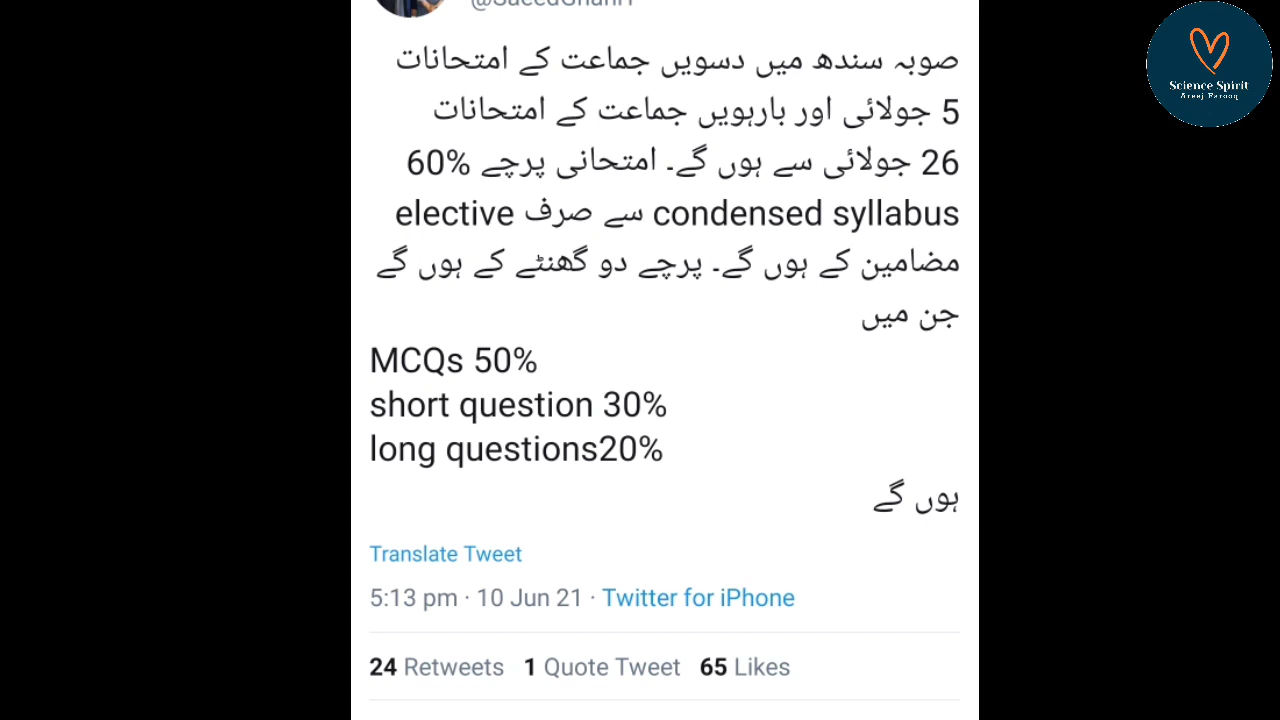 صوبہ سندھ میں دسویں جماعت کے امتحانات
5 جولائی اور بارہویں جماعت کے امتحانات
26 جولائی سے ہوں گے۔ امتحانی پرچے 60%
condensed syllabus سے صرف elective
مضامین کے ہوں گے۔ پرچے دو گھنٹے کے ہوں گے
جن میں
MCQs 50%
short question 30%
long questions20%
ہوں گے
Translate Tweet
5:13 pm · 10 Jun 21 · Twitter for iPhone
24 Retweets 1 Quote Tweet 65 Likes
Science Spirit
Areej Farooq